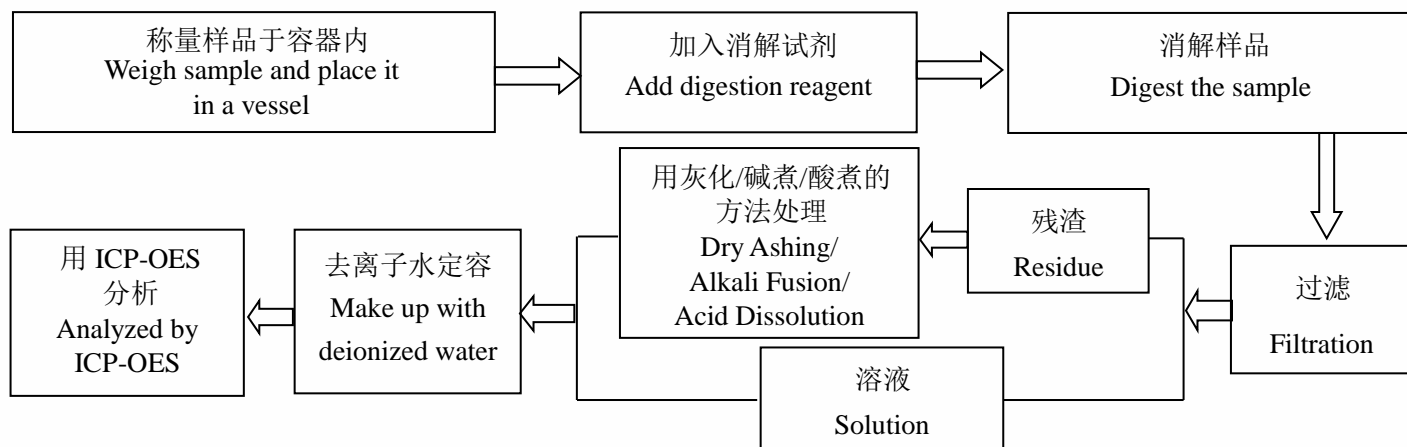 称量样品于容器内
Weigh sample and place it
in a vessel
加入消解试剂
Add digestion reagent
消解样品
Digest the sample
过滤
Filtration
残渣
Residue
用灰化/碱煮/酸煮的
方法处理
Dry Ashing/
Alkali Fusion/
Acid Dissolution
溶液
Solution
去离子水定容
Make up with
deionized water
用 ICP-OES
分析
Analyzed by
ICP-OES